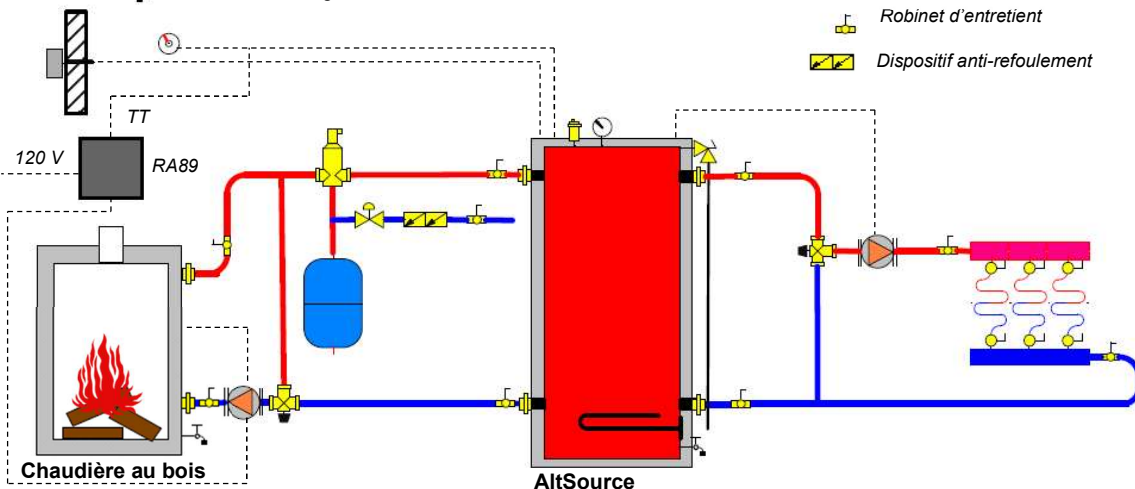 Robinet d'entretient
Dispositif anti-refoulement
TT
120 V
RA89
Chaudière au bois
AltSource